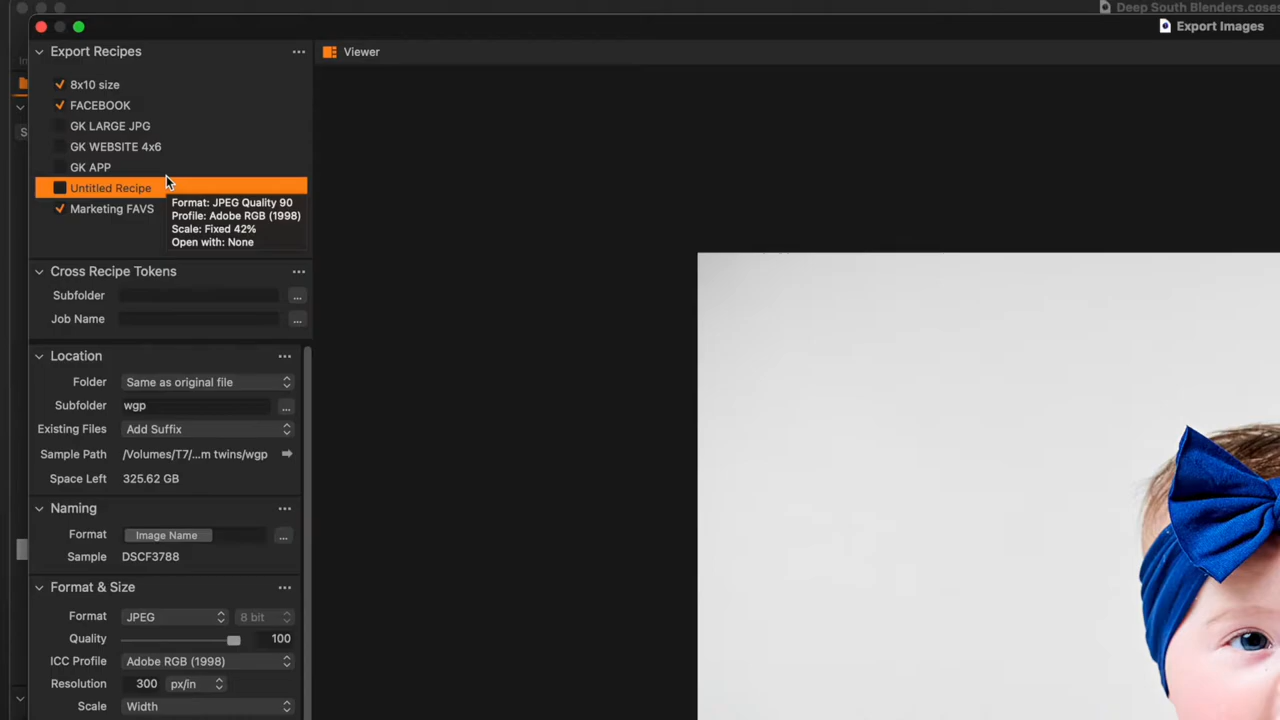 Deep South Blenders.coses
Export Images
Export Recipes ...
Viewer
8x10 size
FACEBOOK
GK LARGE JPG
GK WEBSITE 4x6
GK APP
Untitled Recipe
Marketing FAVS
Format: JPEG Quality 90
Profile: Adobe RGB (1998)
Scale: Fixed 42%
Open with: None
Cross Recipe Tokens ...
Subfolder ...
Job Name ...
Location ...
Folder Same as original file
Subfolder wgp ...
Existing Files Add Suffix
Sample Path /Volumes/T7/...m twins/wgp
Space Left 325.62 GB
Naming ...
Format Image Name ...
Sample DSCF3788
Format & Size ...
Format JPEG 8 bit
Quality 100
ICC Profile Adobe RGB (1998)
Resolution 300 px/in
Scale Width